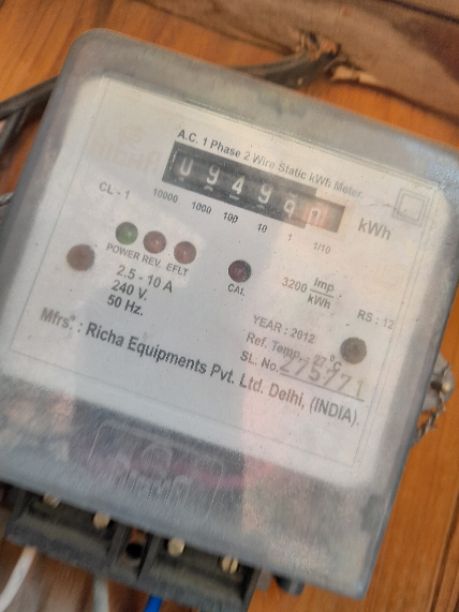 A.C. 1 Phase 2 Wire Static kWh Meter.
kWh
CL - 1
10000 1000 100 10 1 1/10
POWER REV. EFLT
CAL
3200 Imp / kWh
RS : 12
2.5 - 10 A
240 V.
50 Hz.
YEAR : 2012
Ref. Temp. : 27°C
SL. No. 275771
Mfrs. : Richa Equipments Pvt. Ltd. Delhi, (INDIA).